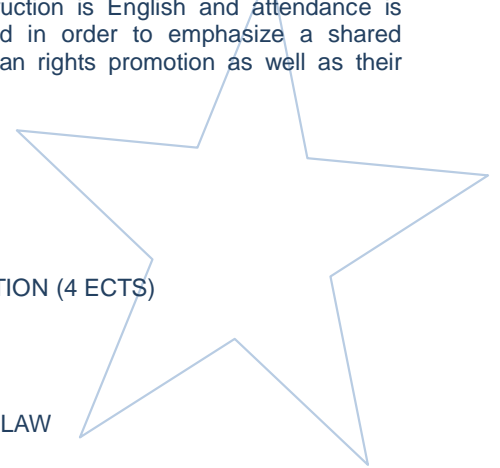 uction is English and attendance is
d in order to emphasize a shared
an rights promotion as well as their
TION (4 ECTS)
LAW